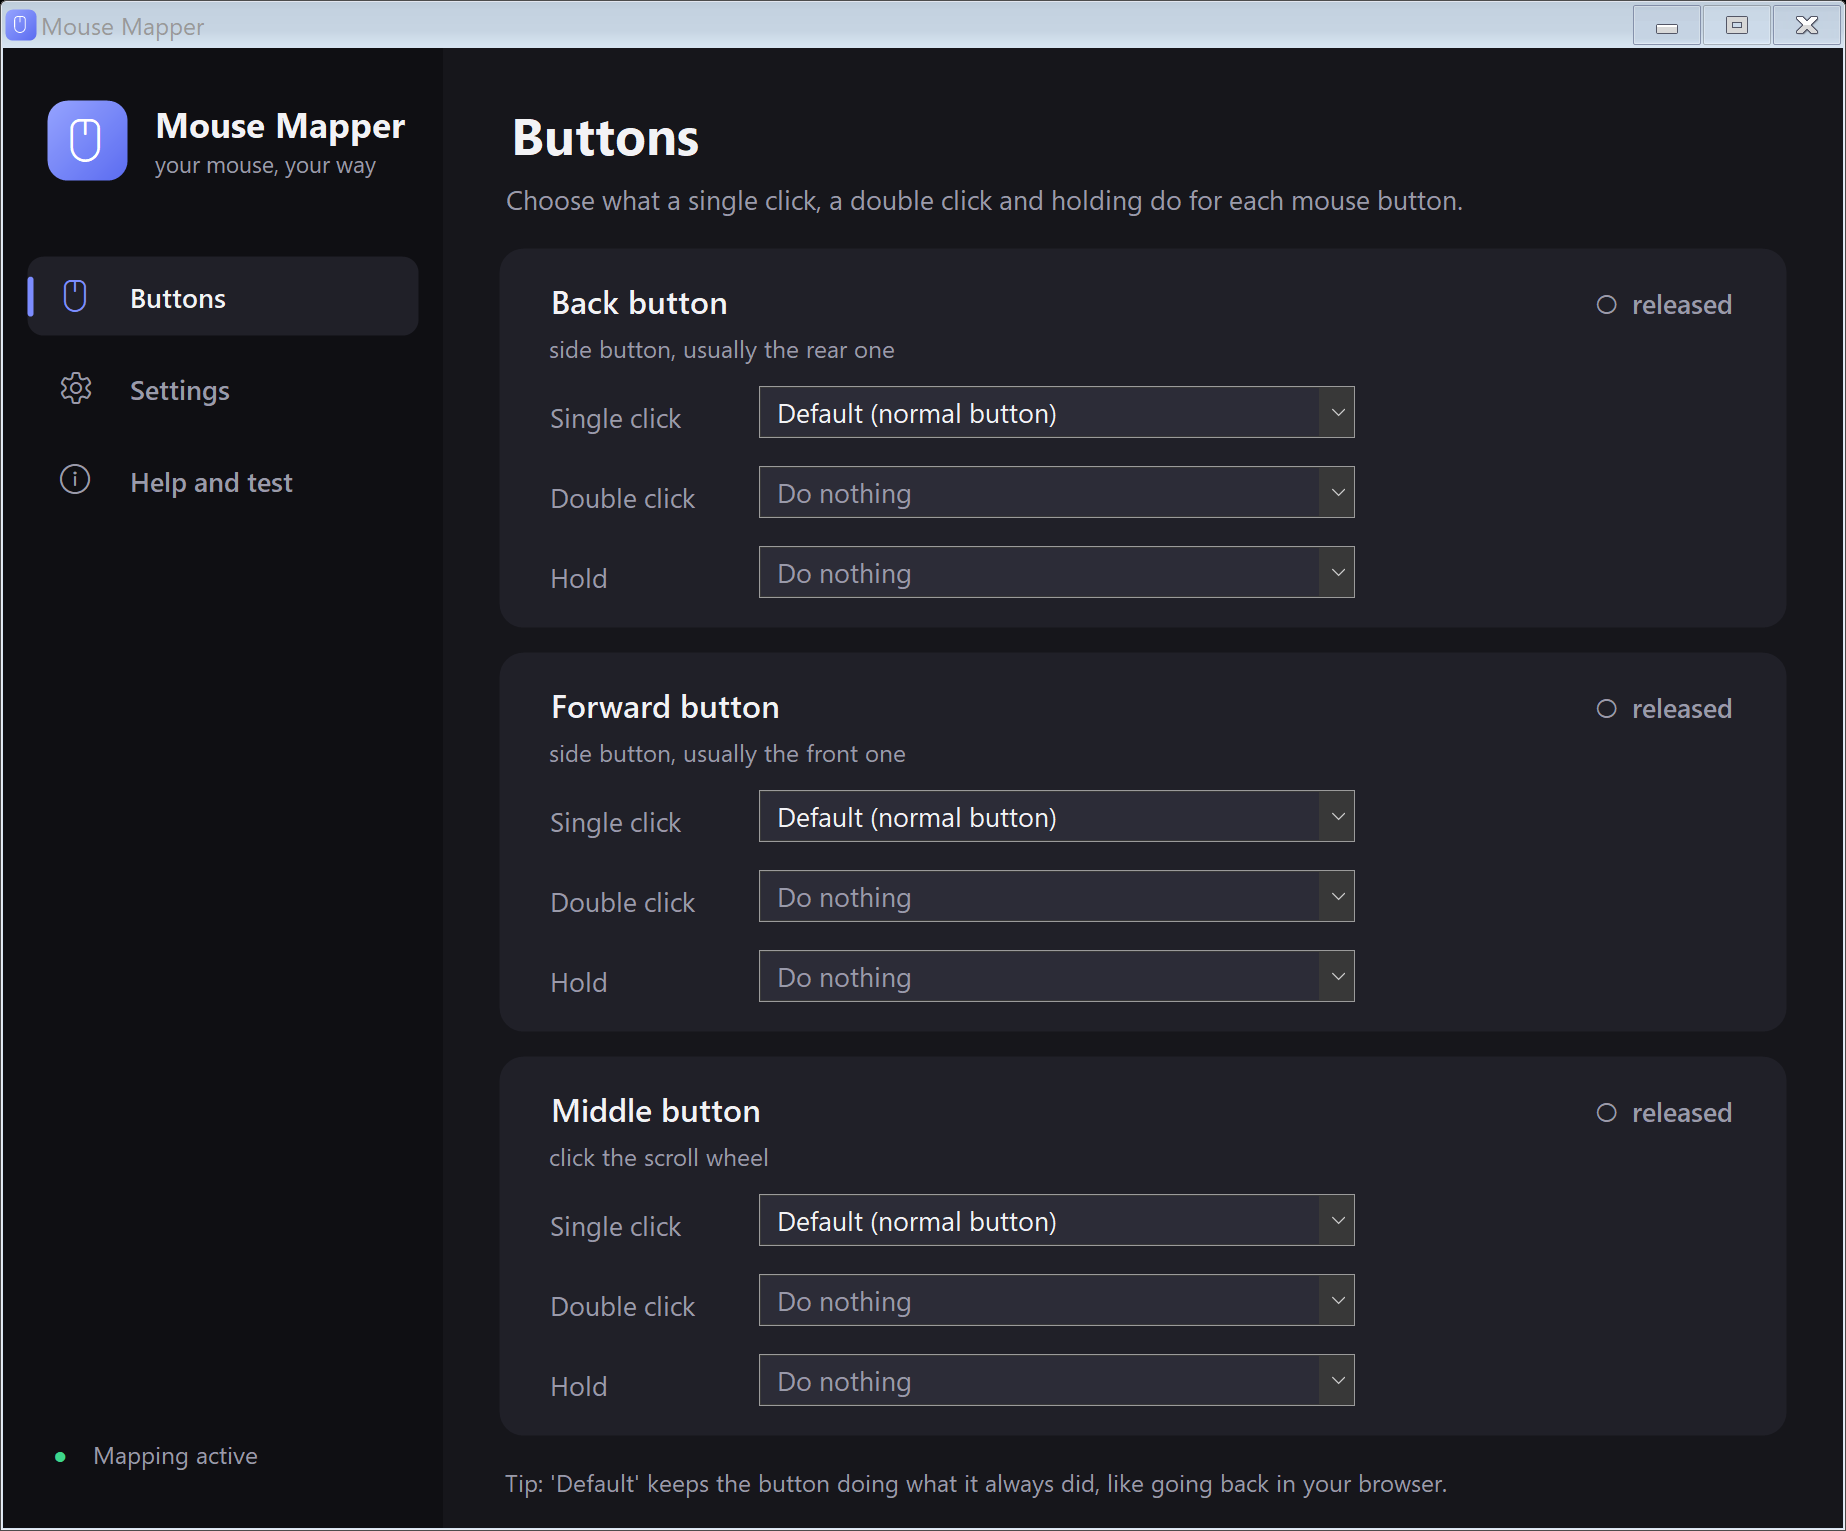 Mouse Mapper
Mouse Mapper
your mouse, your way
Buttons
Settings
Help and test
Mapping active
Buttons
Choose what a single click, a double click and holding do for each mouse button.
Back button
released
side button, usually the rear one
Single click
Default (normal button)
Double click
Do nothing
Hold
Do nothing
Forward button
released
side button, usually the front one
Single click
Default (normal button)
Double click
Do nothing
Hold
Do nothing
Middle button
released
click the scroll wheel
Single click
Default (normal button)
Double click
Do nothing
Hold
Do nothing
Tip: 'Default' keeps the button doing what it always did, like going back in your browser.